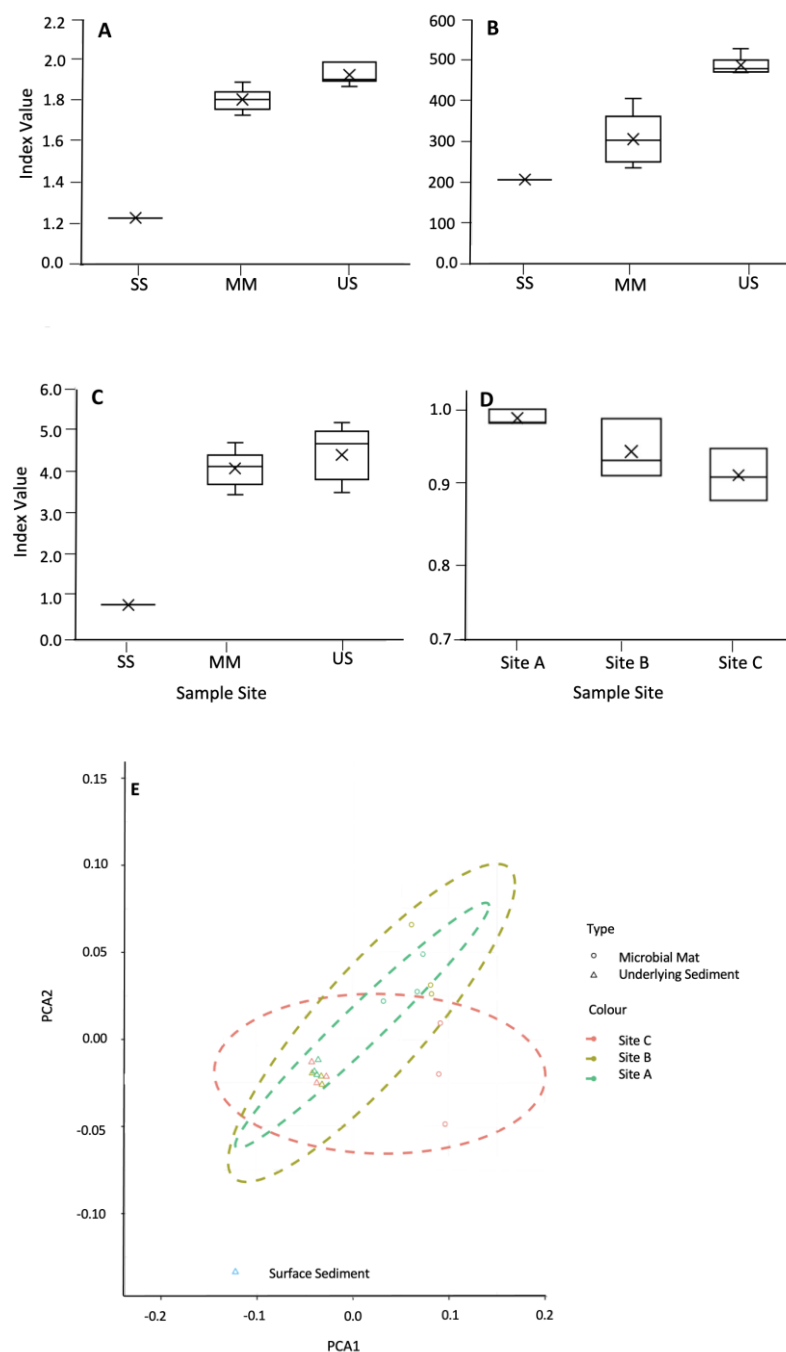 A
2.2
2.0
1.8
1.6
1.4
1.2
0.0
Index Value
SS
MM
US
B
600
500
400
300
200
100
0.0
SS
MM
US
C
6.0
5.0
4.0
3.0
2.0
1.0
0.0
Index Value
SS
MM
US
Sample Site
D
1.0
0.9
0.8
0.7
Site A
Site B
Site C
Sample Site
E
0.15
0.10
0.05
0.00
-0.05
-0.10
PCA2
Surface Sediment
-0.2
-0.1
0.0
0.1
0.2
PCA1
Type
Microbial Mat
Underlying Sediment
Colour
Site C
Site B
Site A